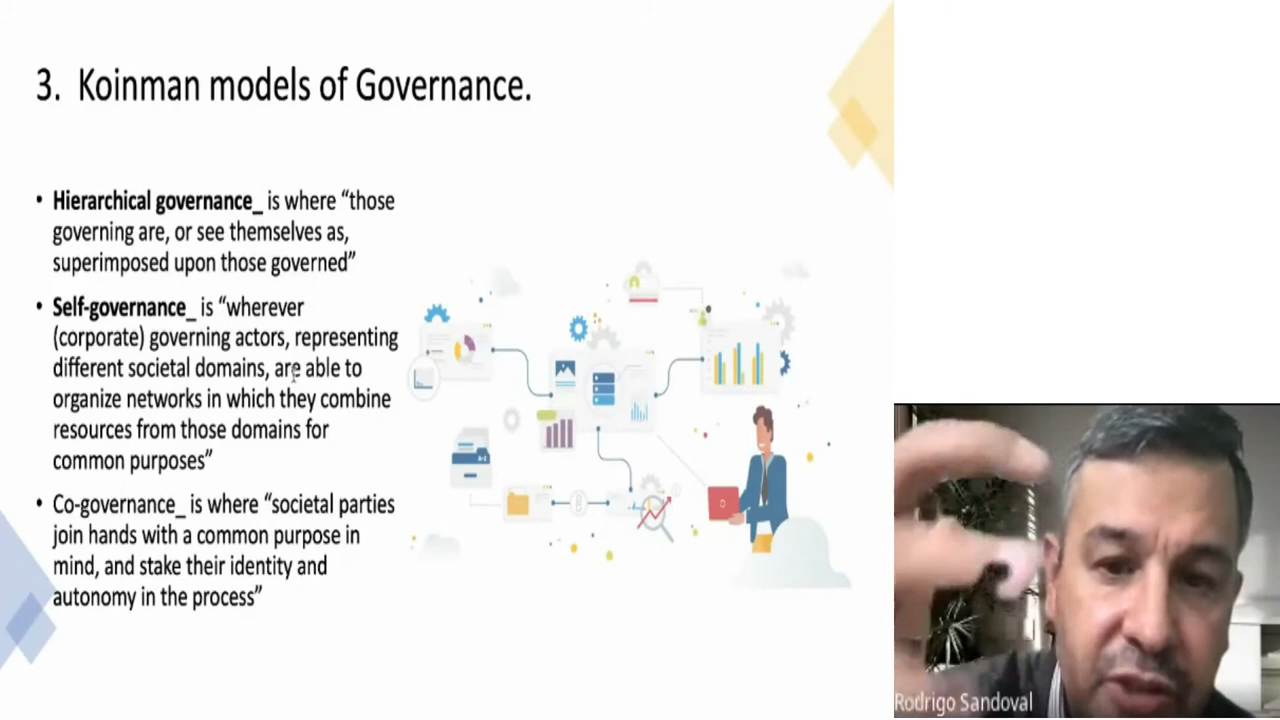 3. Koinman models of Governance.
• Hierarchical governance_ is where “those
governing are, or see themselves as,
superimposed upon those governed”
• Self-governance_ is “wherever
(corporate) governing actors, representing
different societal domains, are able to
organize networks in which they combine
resources from those domains for
common purposes”
• Co-governance_ is where “societal parties
join hands with a common purpose in
mind, and stake their identity and
autonomy in the process”
Rodrigo Sandoval